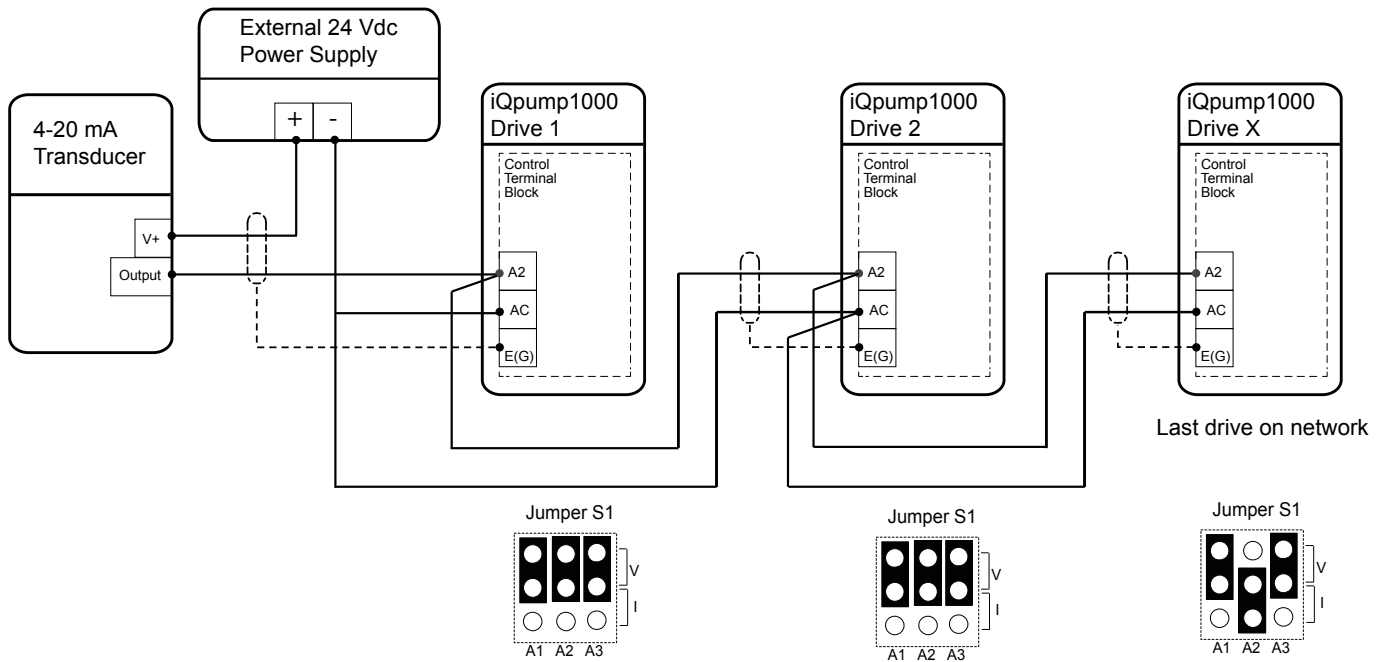 External 24 Vdc
Power Supply
+ -
4-20 mA
Transducer
V+
Output
iQpump1000
Drive 1
Control
Terminal
Block
A2
AC
E(G)
iQpump1000
Drive 2
Control
Terminal
Block
A2
AC
E(G)
iQpump1000
Drive X
Control
Terminal
Block
A2
AC
E(G)
Last drive on network
Jumper S1
V
I
A1 A2 A3
Jumper S1
V
I
A1 A2 A3
Jumper S1
V
I
A1 A2 A3